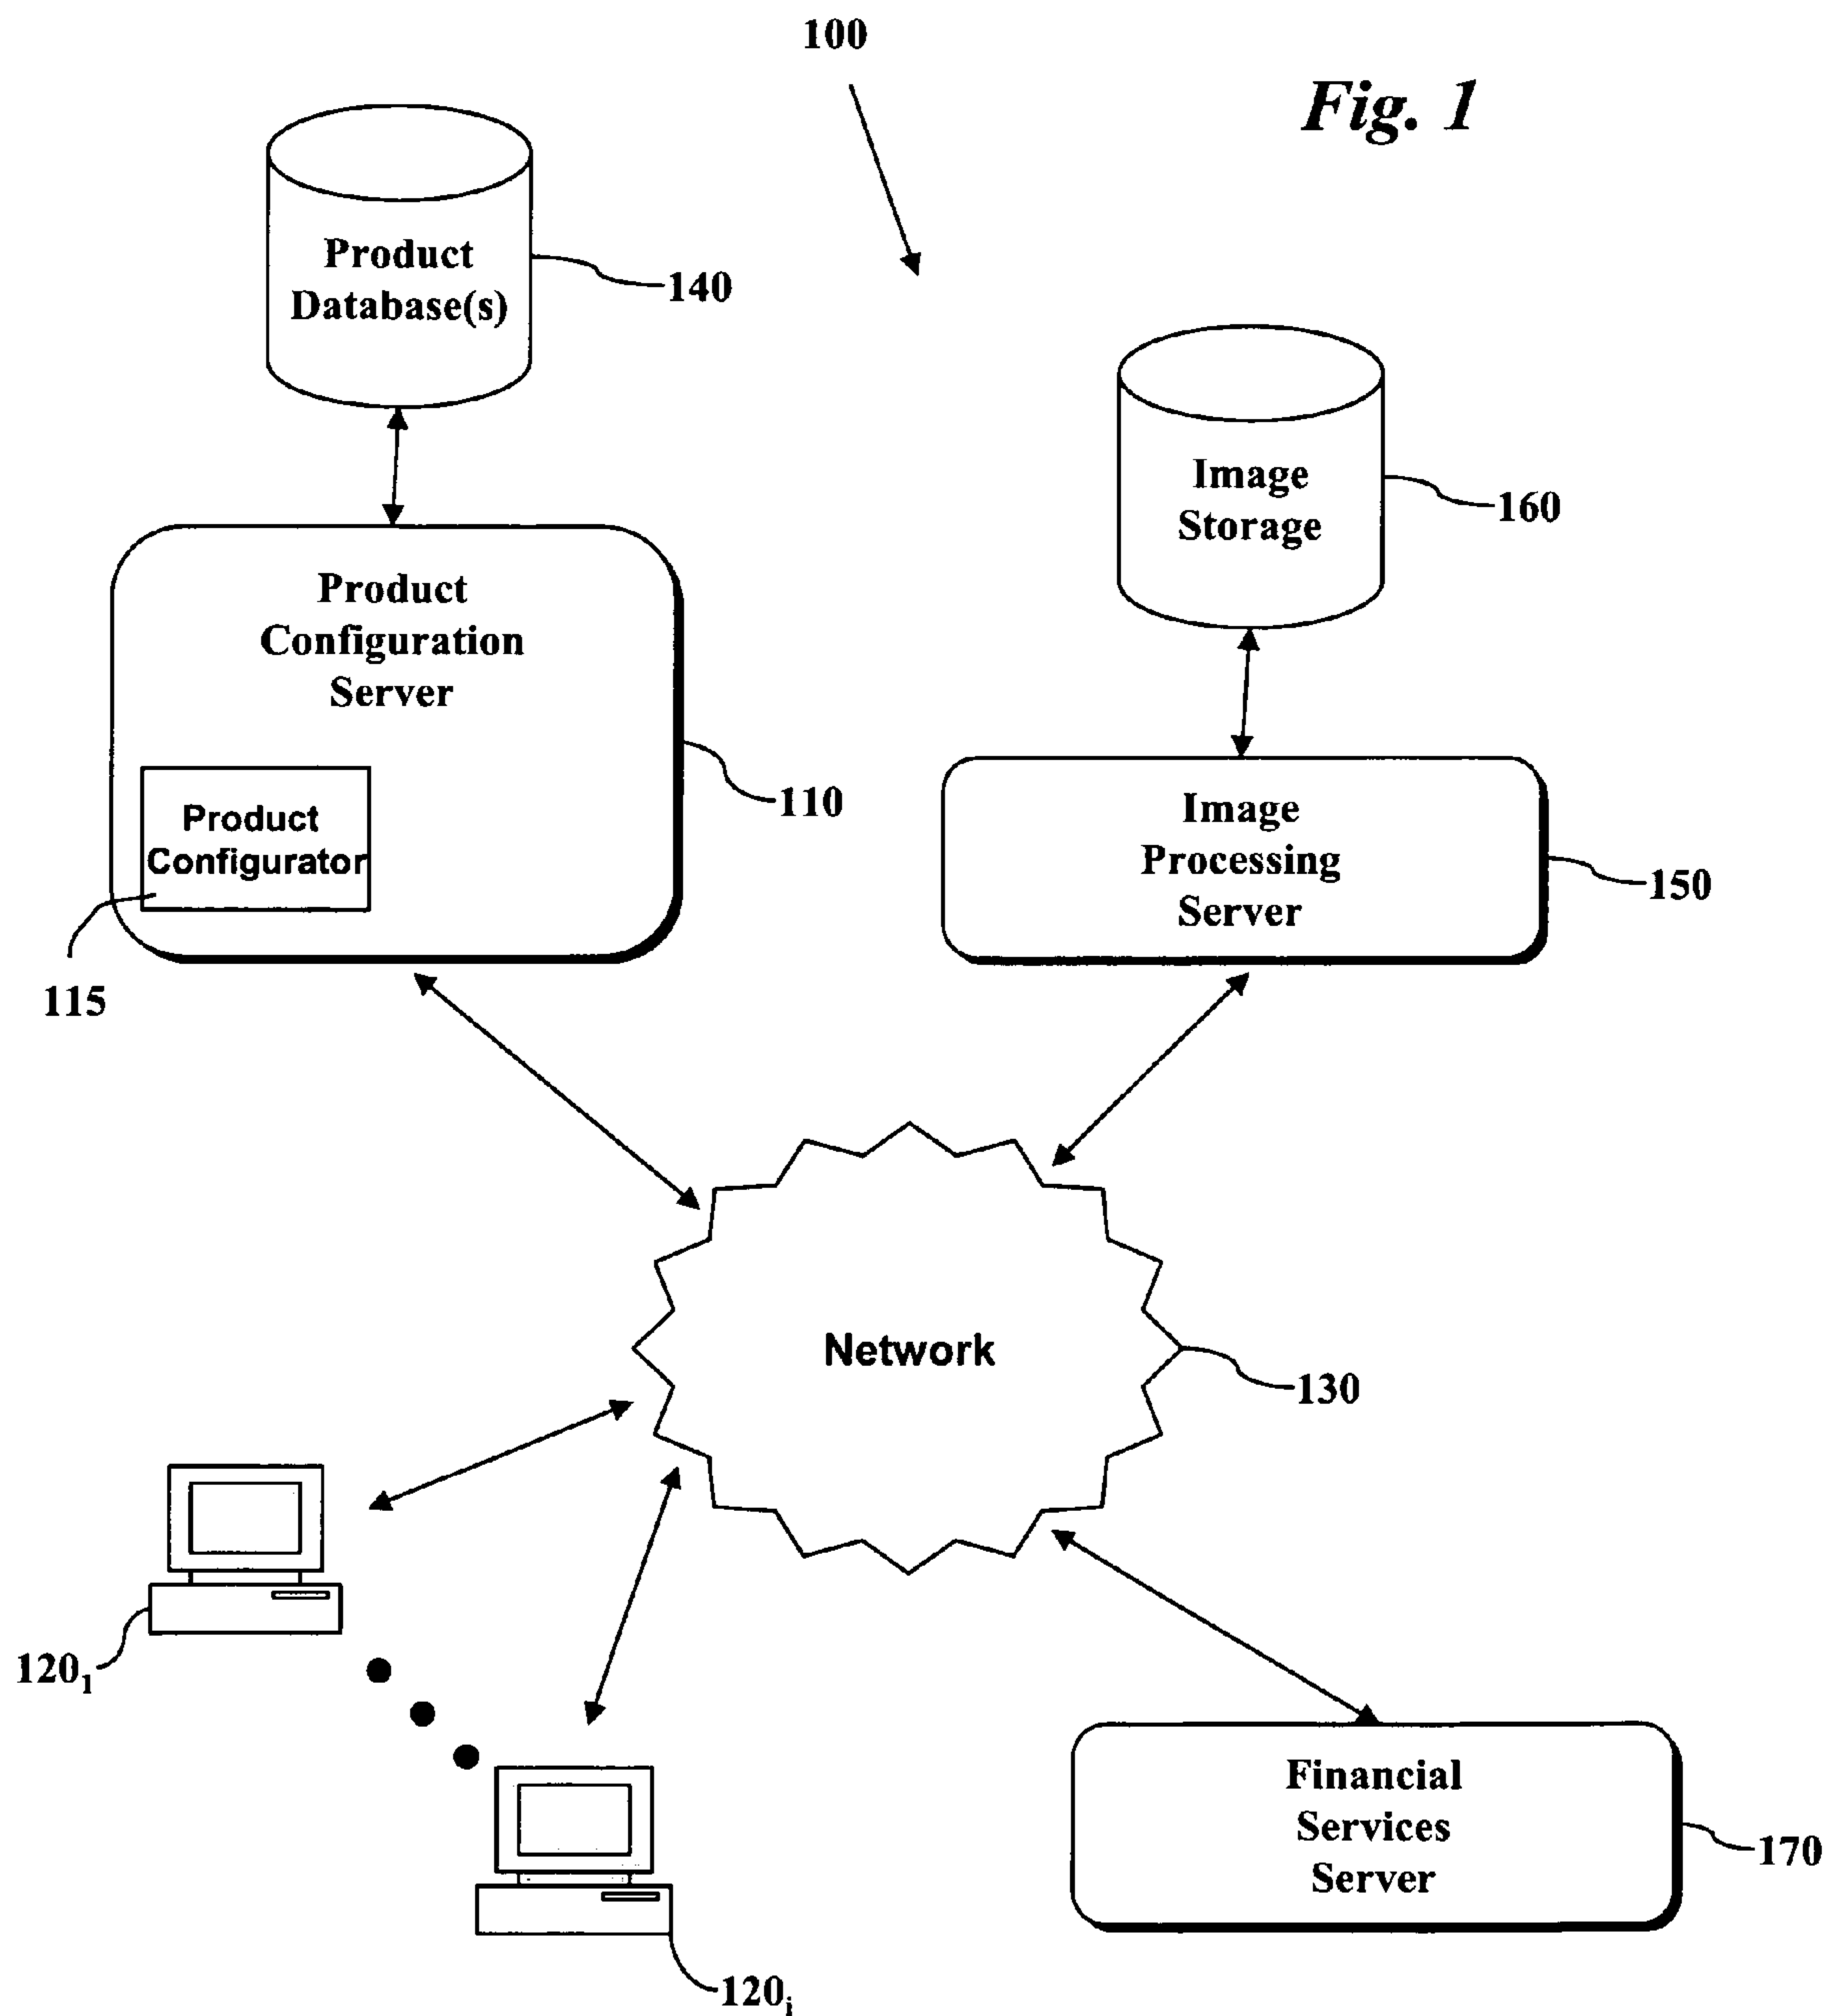 100
Fig. 1
Product
Database(s)
140
Image
Storage
160
Product
Configuration
Server
110
Product
Configurator
115
Image
Processing
Server
150
Network
130
120₁
120ᵢ
Financial
Services
Server
170